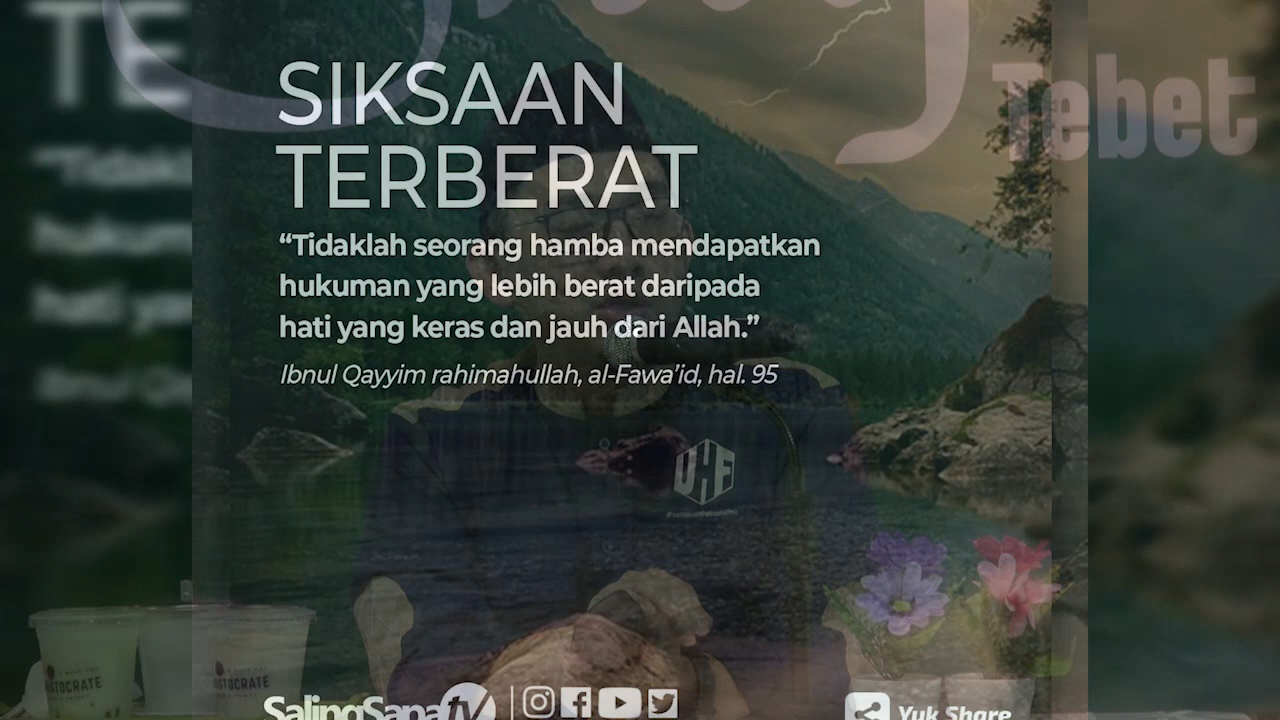 Tebet
SIKSAAN
TERBERAT
“Tidaklah seorang hamba mendapatkan
hukuman yang lebih berat daripada
hati yang keras dan jauh dari Allah.”
Ibnul Qayyim rahimahullah, al-Fawa’id, hal. 95
DHF
SalingSapa tv
Yuk Share